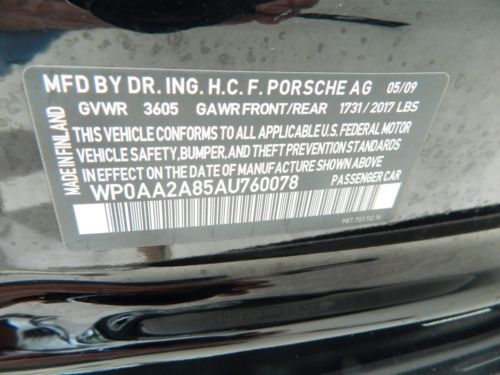 MFD BY DR. ING. H.C. F. PORSCHE AG 05/09
GVWR 3605 GAWR FRONT/REAR 1731/2017 LBS
MADE IN FINLAND
THIS VEHICLE CONFORMS TO ALL APPLICABLE U.S. FEDERAL MOTOR
VEHICLE SAFETY, BUMPER, AND THEFT PREVENTION STANDARDS
IN EFFECT ON THE DATE OF MANUFACTURE SHOWN ABOVE.
WP0AA2A85AU760078 PASSENGER CAR